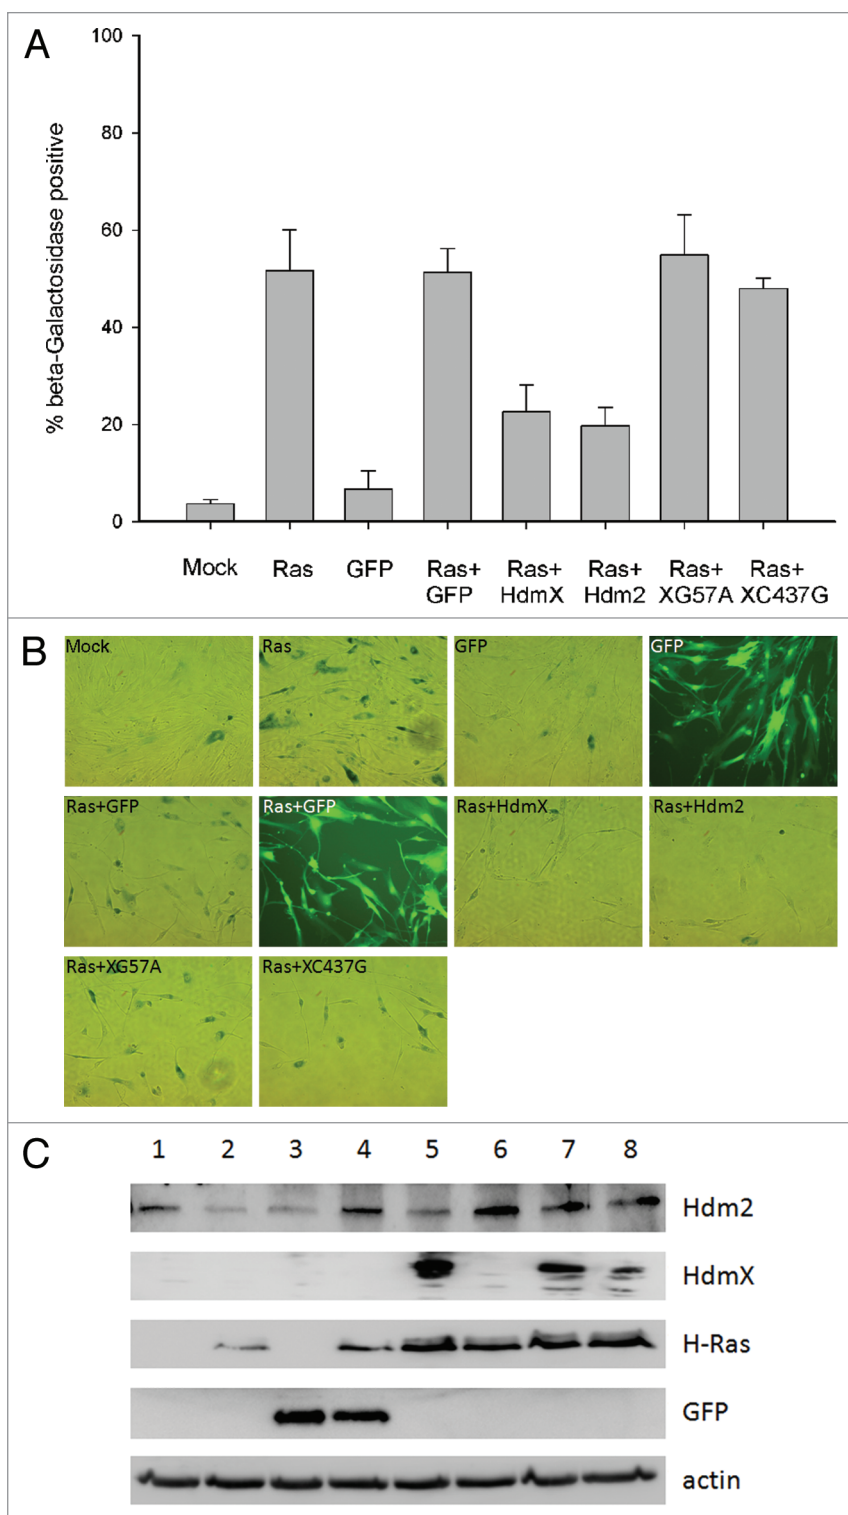 A
% beta-Galactosidase positive
100
80
60
40
20
0
Mock
Ras
GFP
Ras+
GFP
Ras+
HdmX
Ras+
Hdm2
Ras+
XG57A
Ras+
XC437G
B
Mock
Ras
GFP
GFP
Ras+GFP
Ras+GFP
Ras+HdmX
Ras+Hdm2
Ras+XG57A
Ras+XC437G
C
1 2 3 4 5 6 7 8
Hdm2
HdmX
H-Ras
GFP
actin